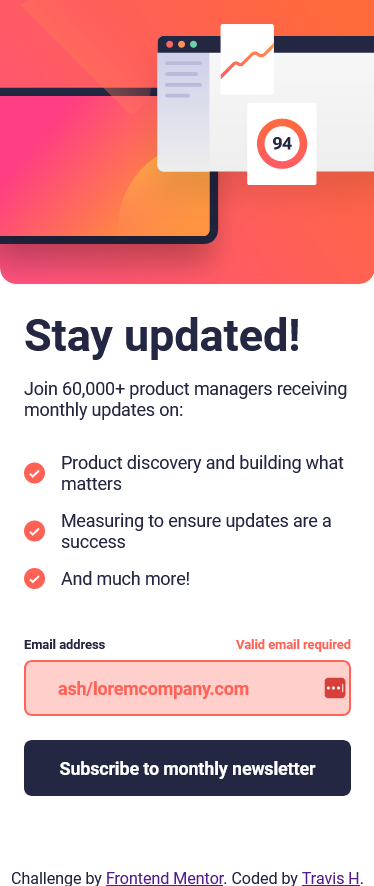 94
Stay updated!
Join 60,000+ product managers receiving
monthly updates on:
Product discovery and building what
matters
Measuring to ensure updates are a
success
And much more!
Email address Valid email required
ash/loremcompany.com
Subscribe to monthly newsletter
Challenge by Frontend Mentor. Coded by Travis H.